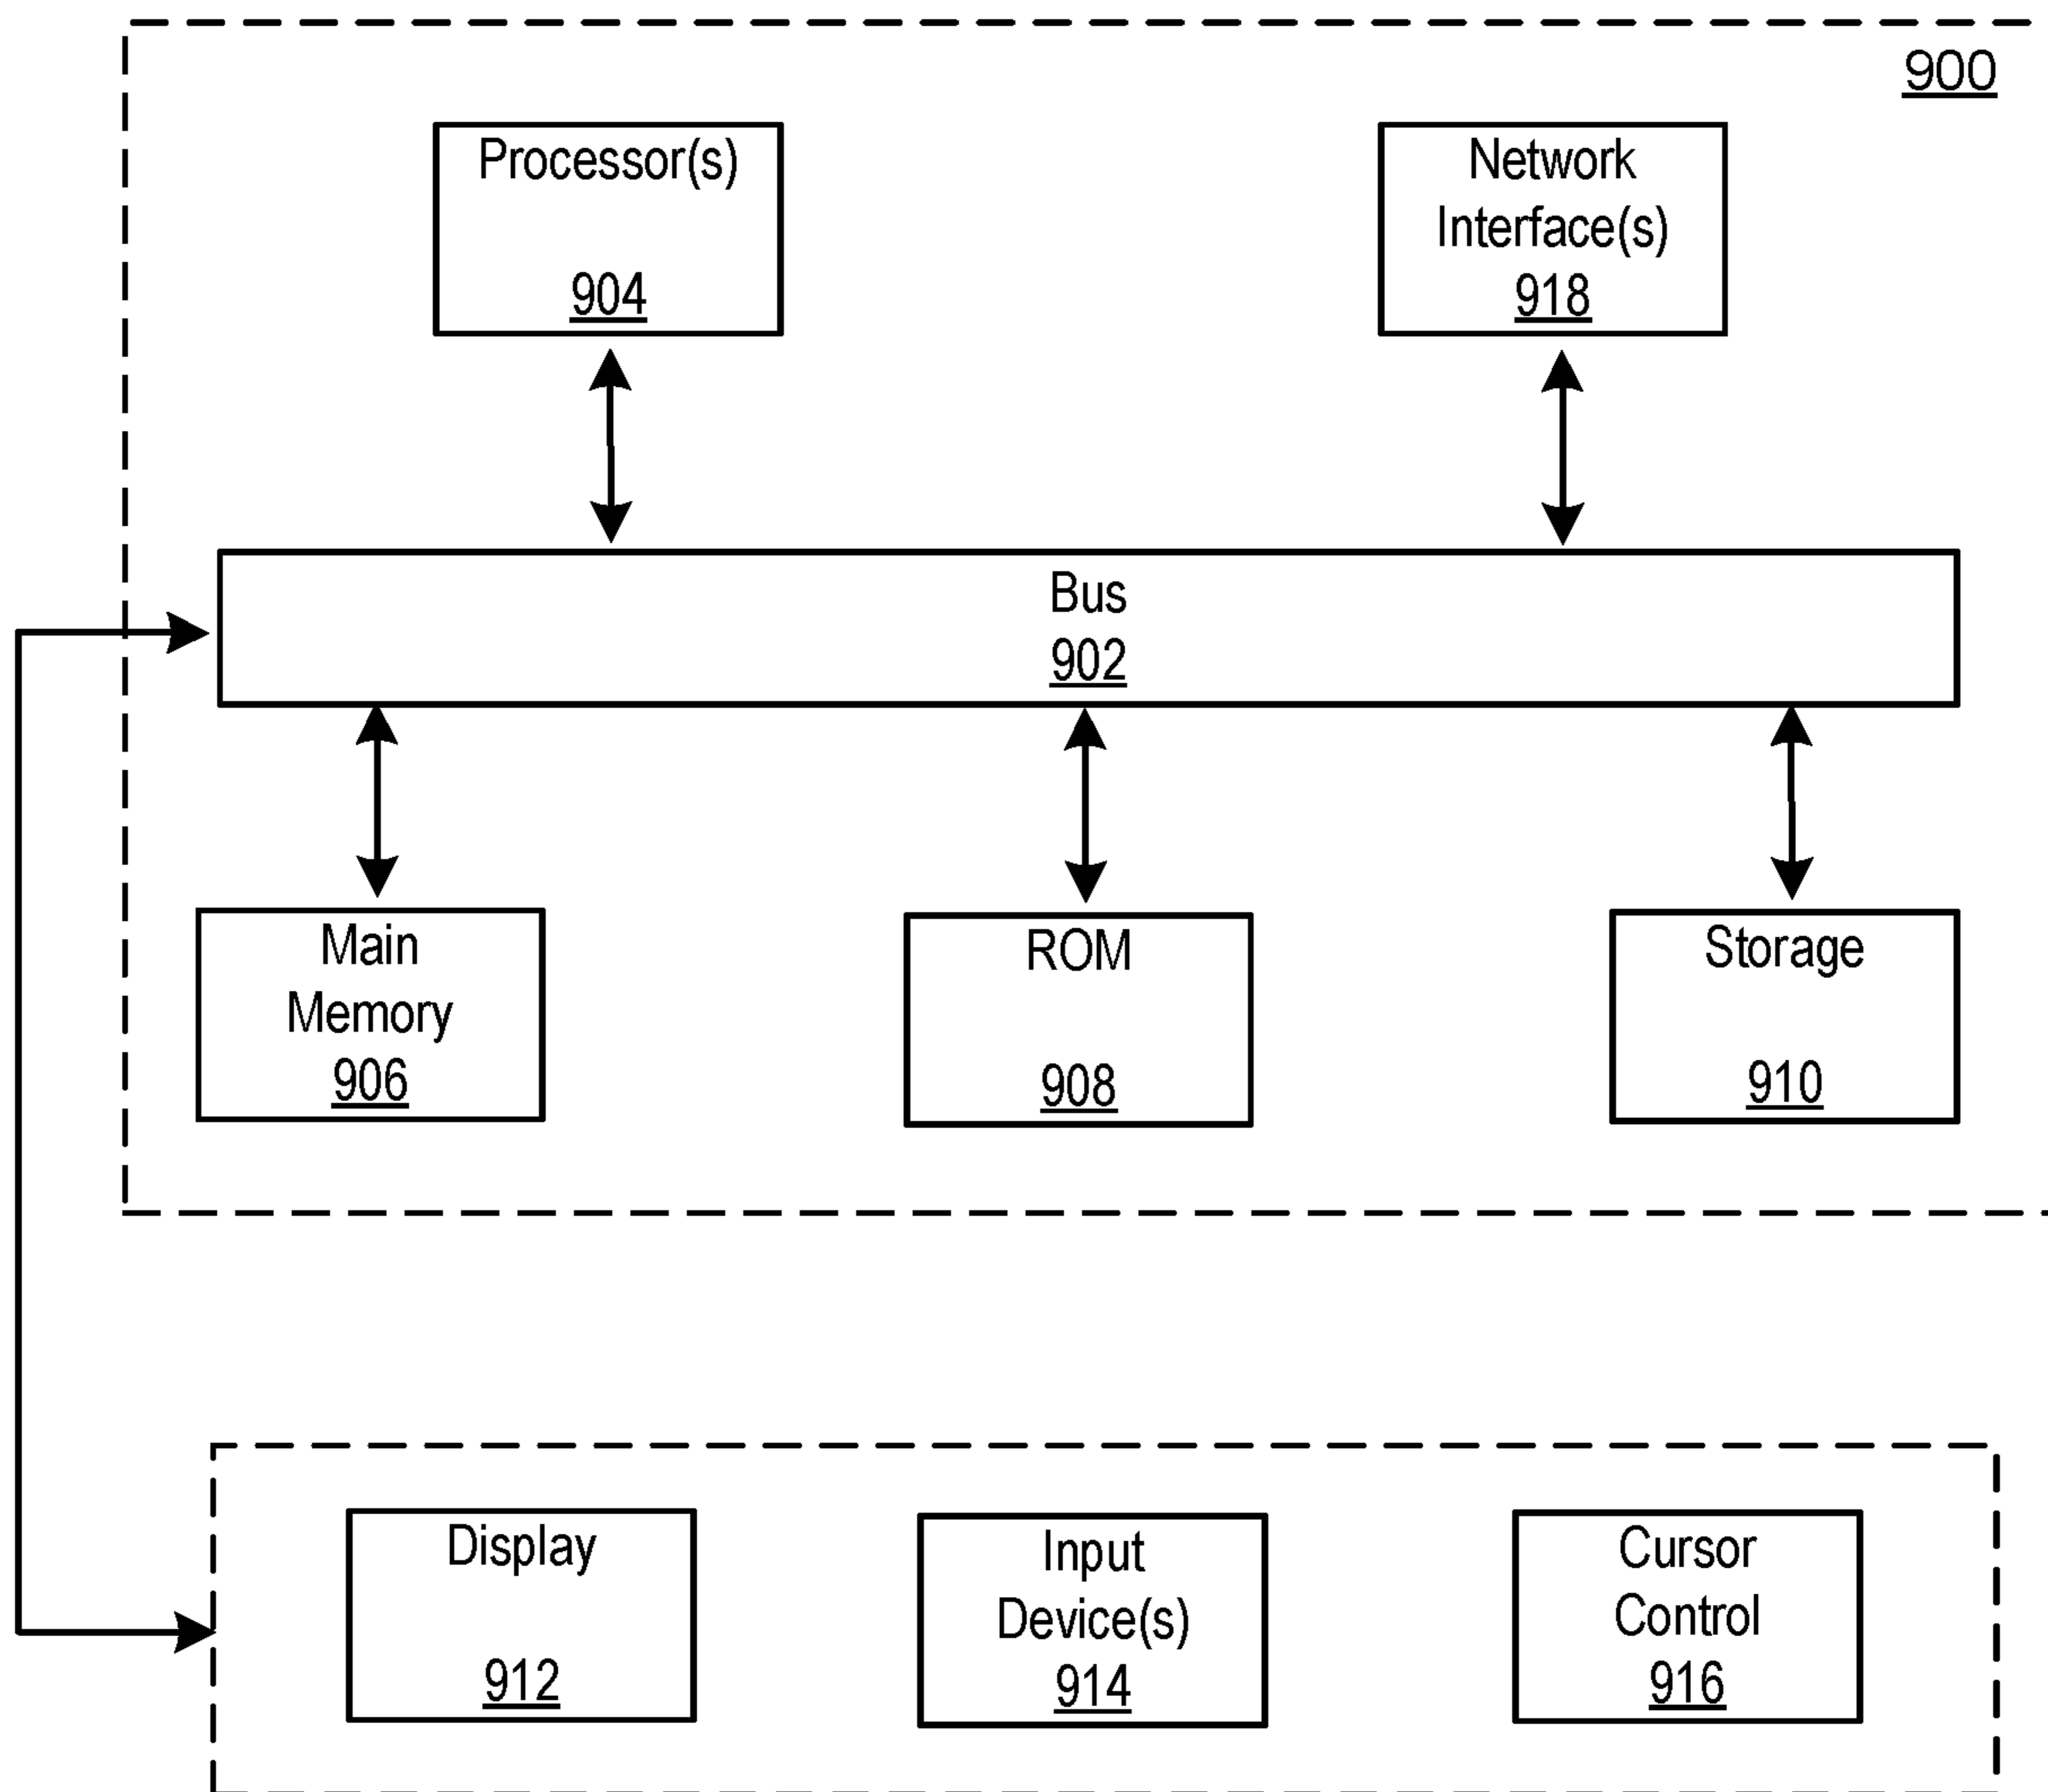 900
Processor(s)
904
Network
Interface(s)
918
Bus
902
Main
Memory
906
ROM
908
Storage
910
Display
912
Input
Device(s)
914
Cursor
Control
916